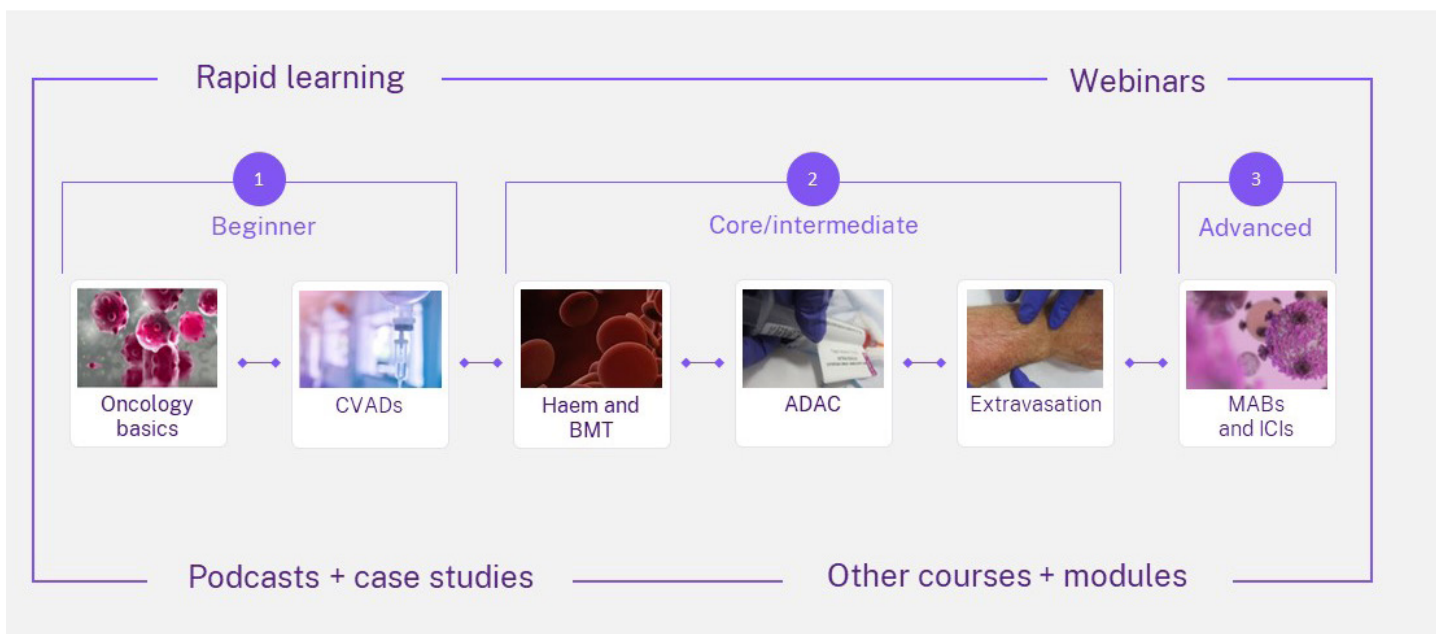 Rapid learning
Webinars
1
2
3
Beginner
Core/intermediate
Advanced
Oncology
basics
CVADs
Haem and
BMT
ADAC
Extravasation
MABs
and ICIs
Podcasts + case studies
Other courses + modules